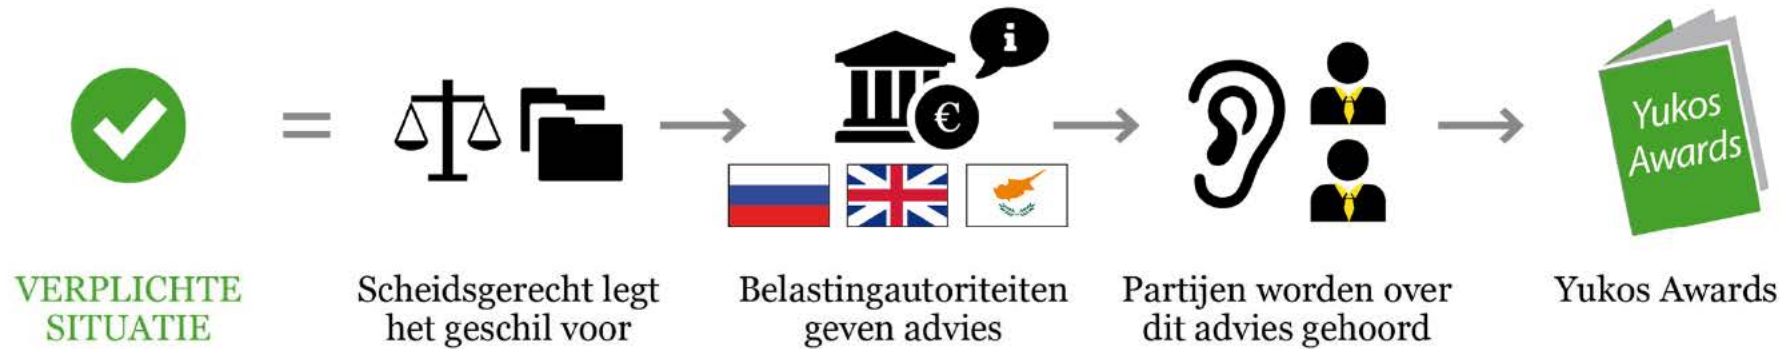 i
€
Yukos
Awards
VERPLICHTE
SITUATIE
Scheidsgerecht legt
het geschil voor
Belastingautoriteiten
geven advies
Partijen worden over
dit advies gehoord
Yukos Awards